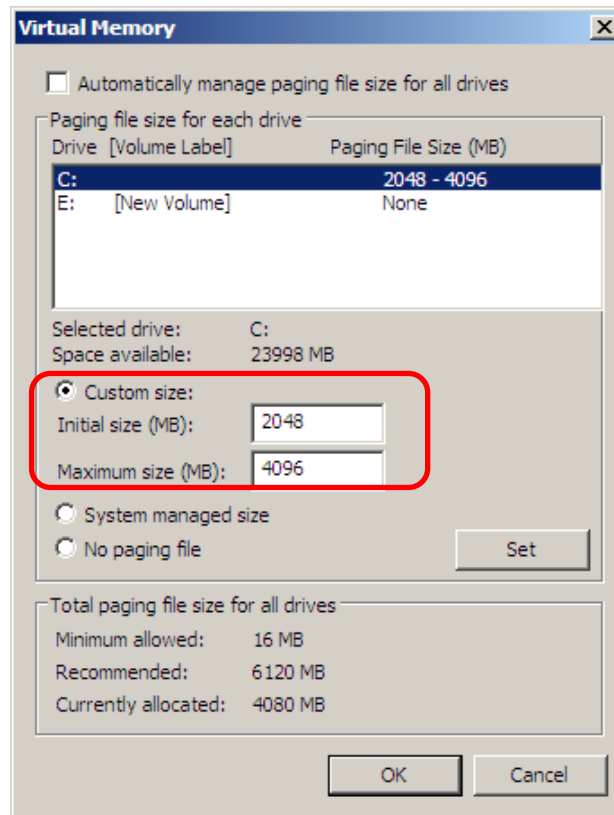 Virtual Memory
Automatically manage paging file size for all drives
Paging file size for each drive
Drive [Volume Label] Paging File Size (MB)
C: 2048 - 4096
E: [New Volume] None
Selected drive: C:
Space available: 23998 MB
Custom size:
Initial size (MB): 2048
Maximum size (MB): 4096
System managed size
No paging file Set
Total paging file size for all drives
Minimum allowed: 16 MB
Recommended: 6120 MB
Currently allocated: 4080 MB
OK Cancel